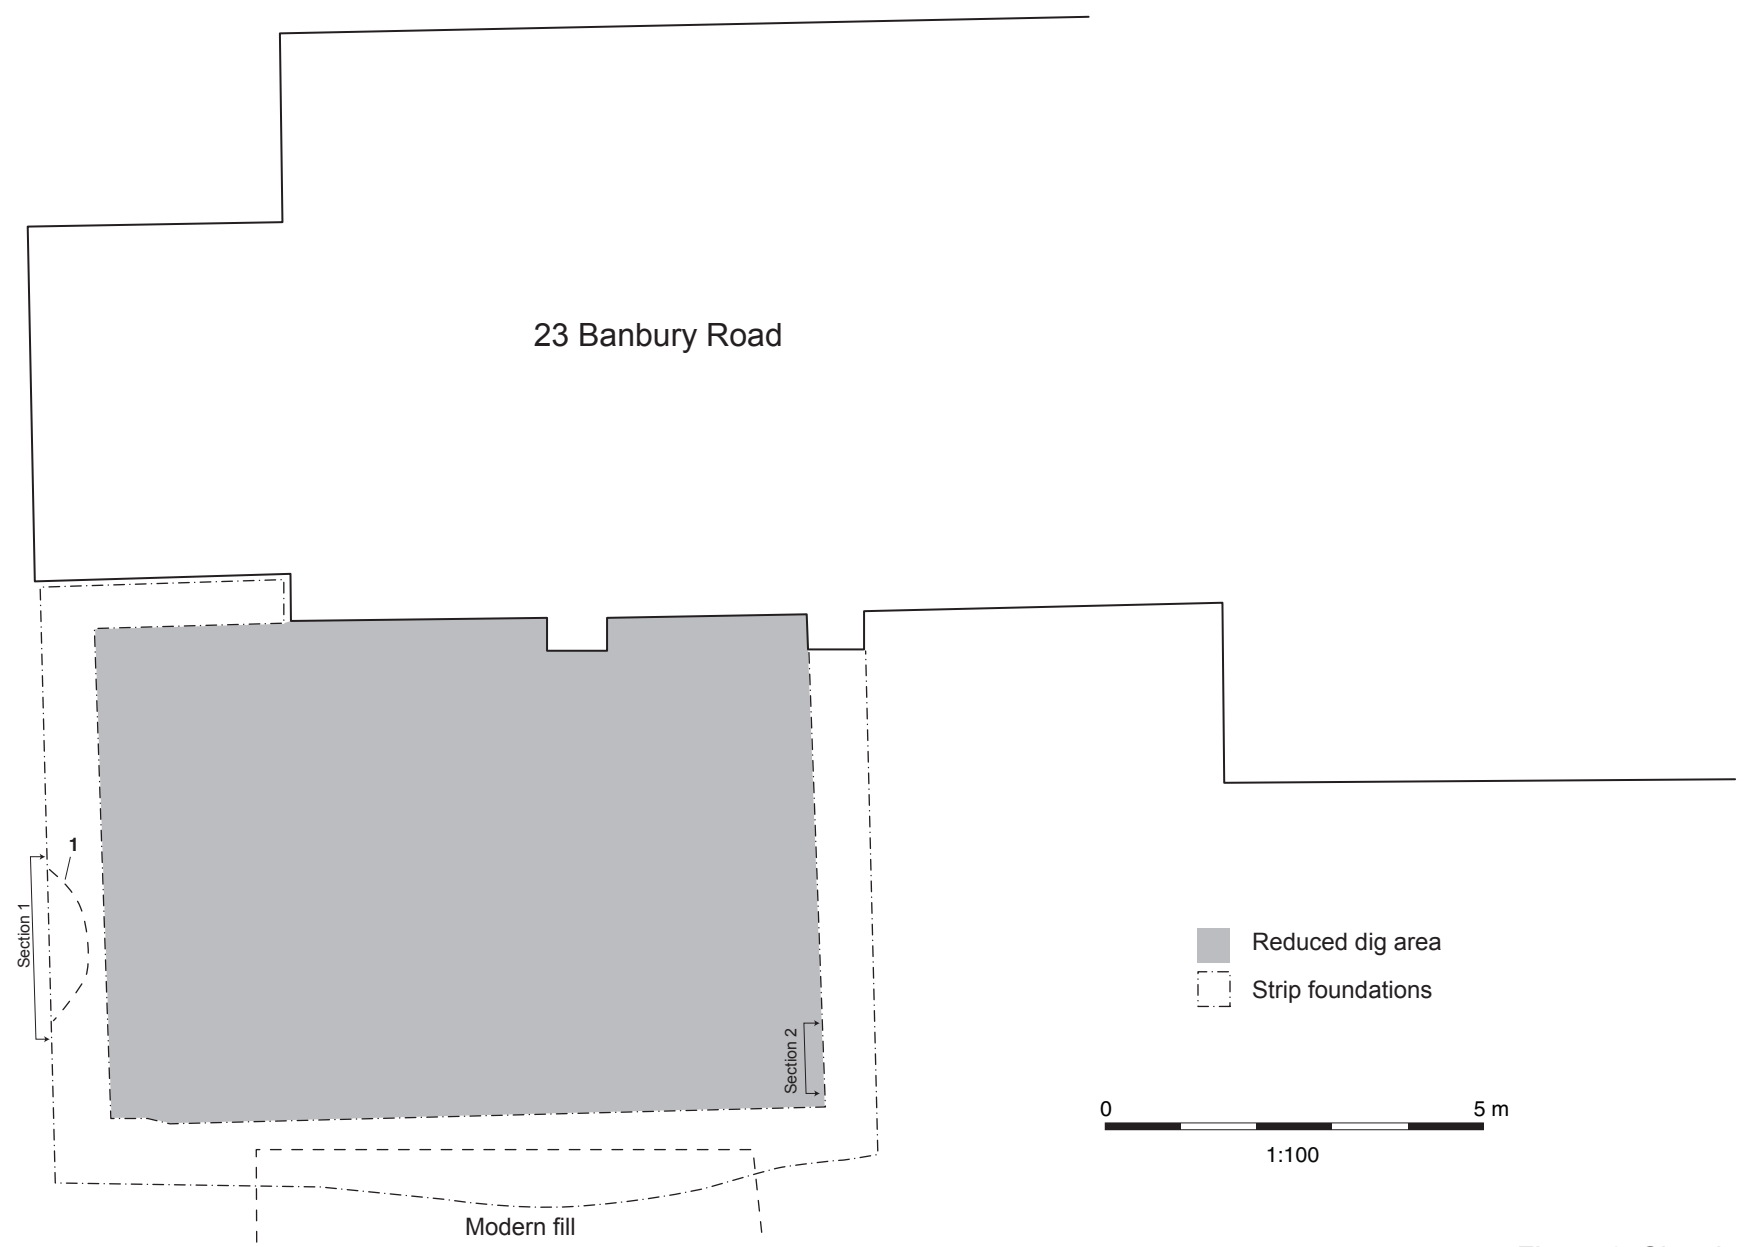 23 Banbury Road
1
Section 1
Section 2
Reduced dig area
Strip foundations
0 5 m
1:100
Modern fill